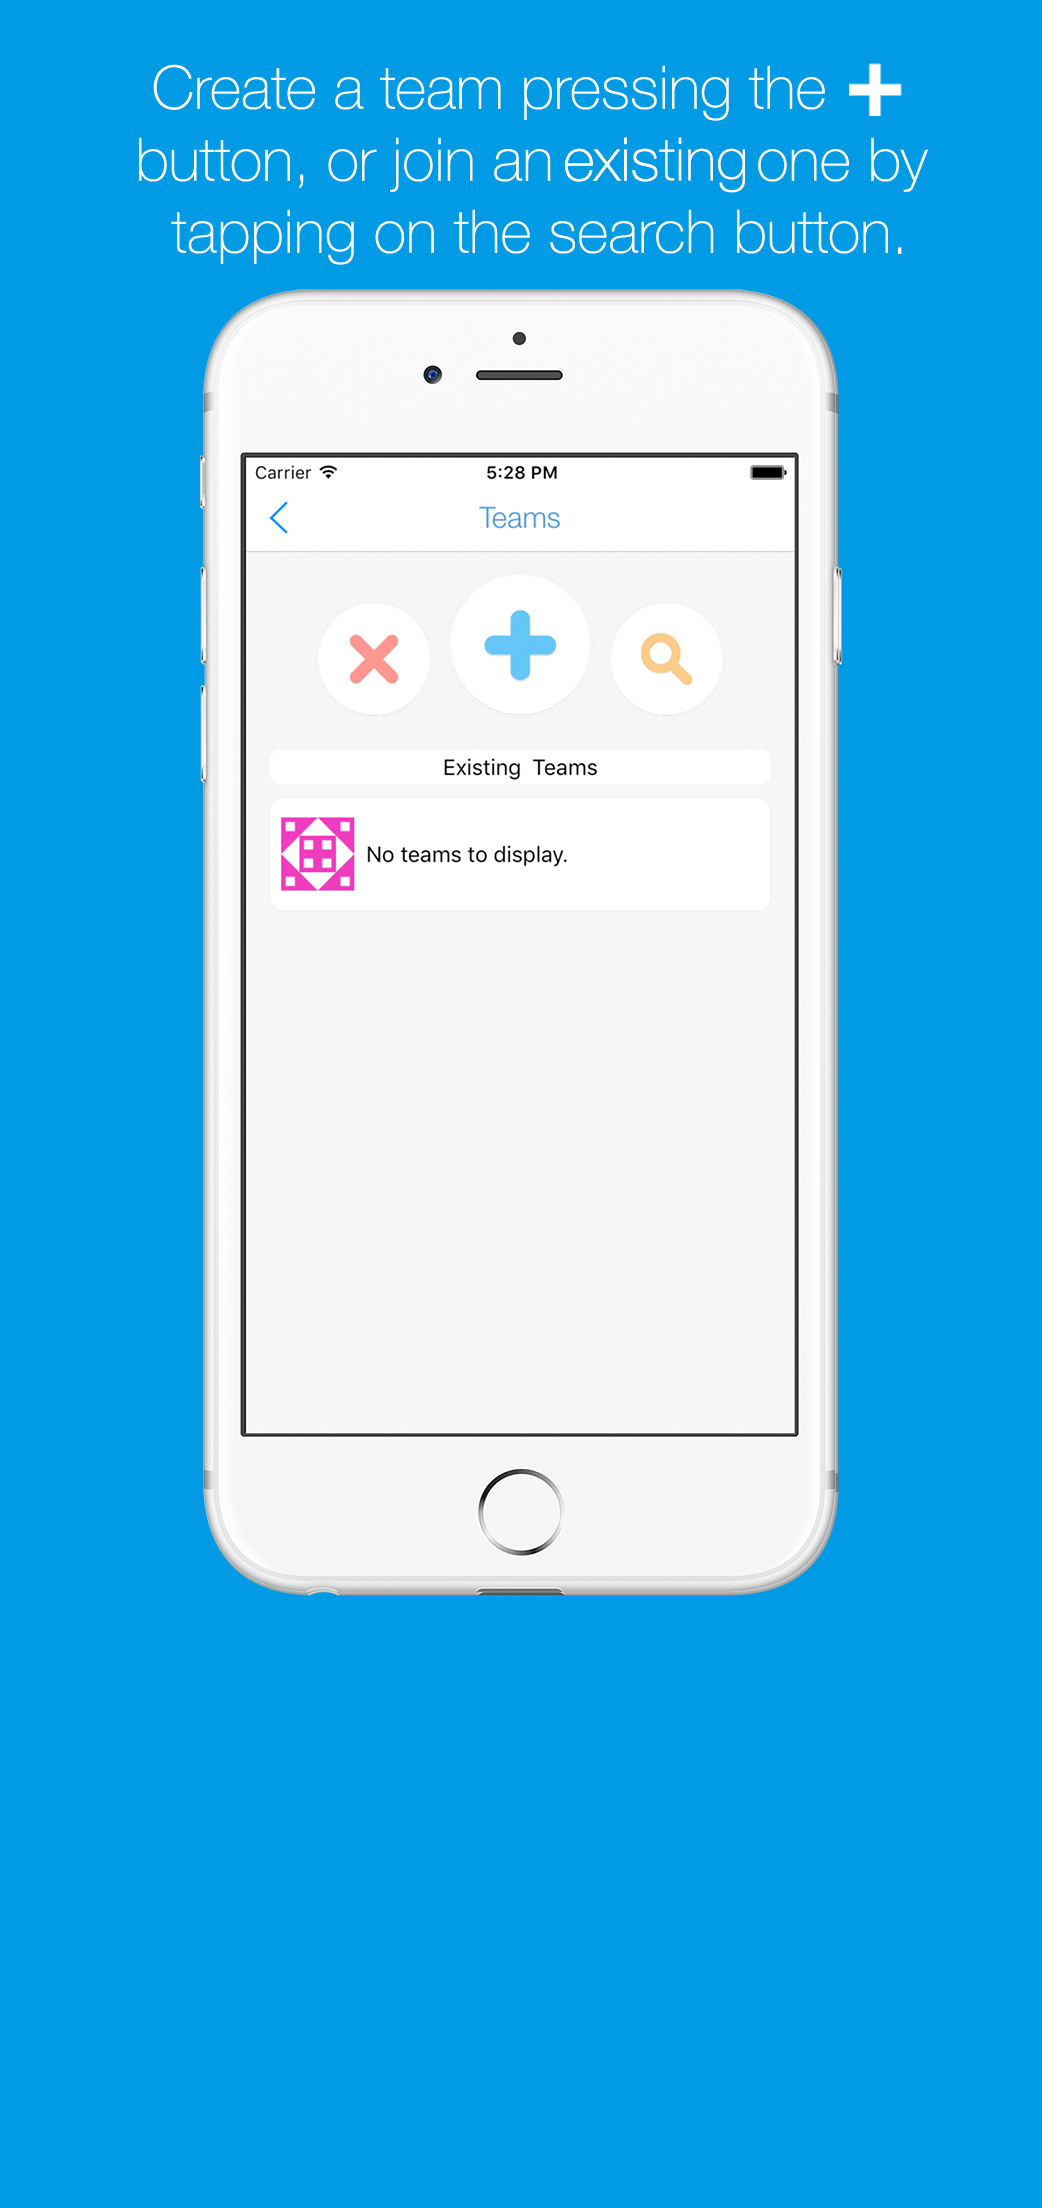 Create a team pressing the +
button, or join an existing one by
tapping on the search button.
Carrier 5:28 PM
Teams
Existing Teams
No teams to display.